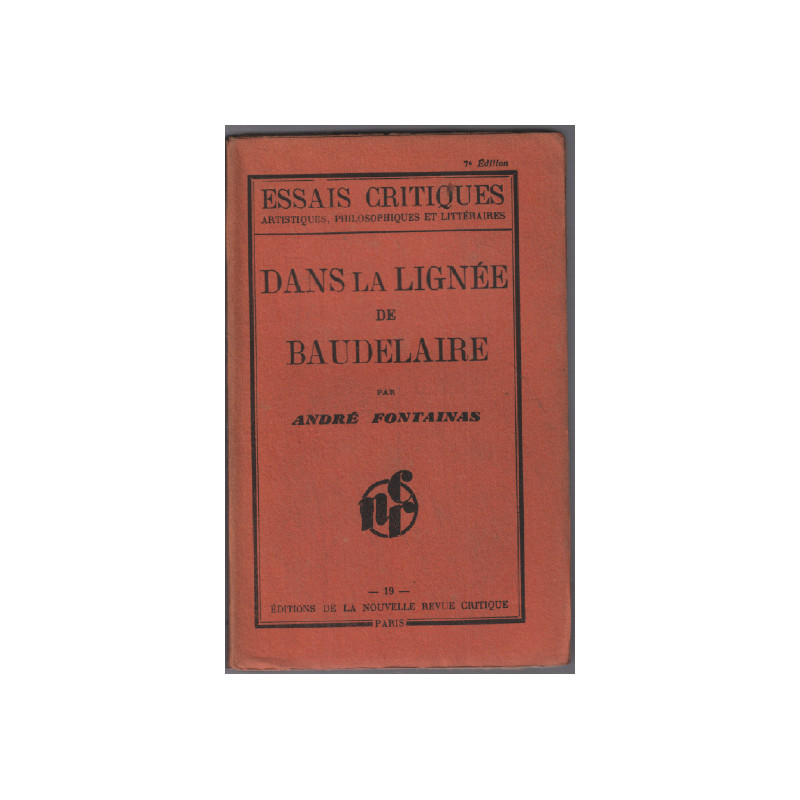 7e Édition
ESSAIS CRITIQUES
ARTISTIQUES, PHILOSOPHIQUES ET LITTÉRAIRES
DANS LA LIGNÉE
DE
BAUDELAIRE
PAR
ANDRÉ FONTAINAS
nrc
— 19 —
ÉDITIONS DE LA NOUVELLE REVUE CRITIQUE
PARIS